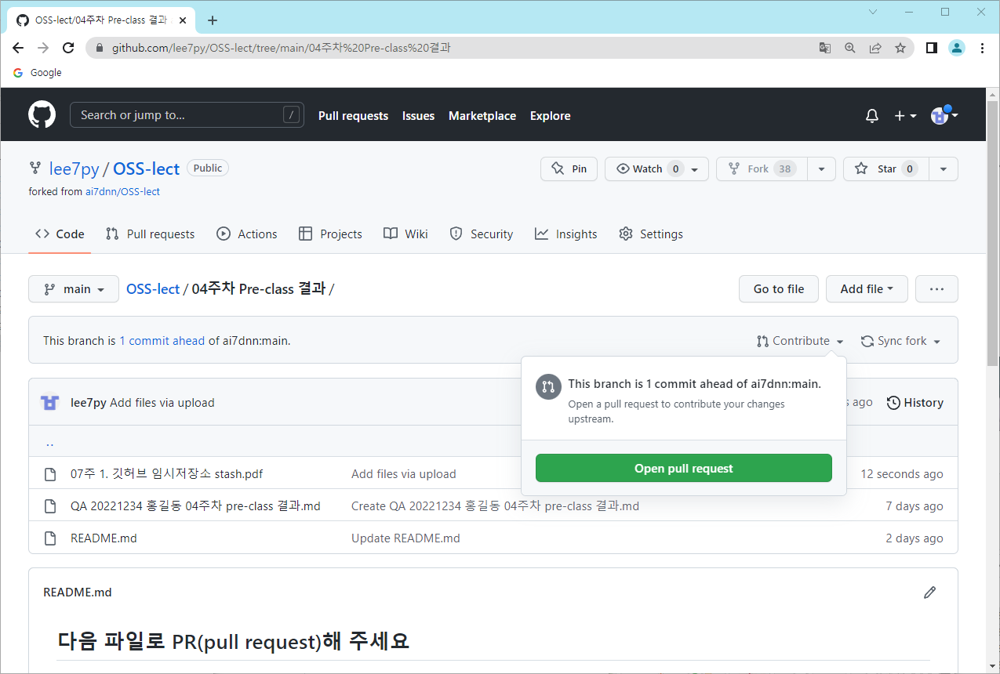 OSS-lect/04주차 Pre-class 결과
github.com/lee7py/OSS-lect/tree/main/04주차%20Pre-class%20결과
Google
Search or jump to... /
Pull requests Issues Marketplace Explore
lee7py / OSS-lect Public
Pin Watch 0 Fork 38 Star 0
forked from ai7dnn/OSS-lect
Code Pull requests Actions Projects Wiki Security Insights Settings
main OSS-lect / 04주차 Pre-class 결과 / Go to file Add file ...
This branch is 1 commit ahead of ai7dnn:main. Contribute Sync fork
This branch is 1 commit ahead of ai7dnn:main.
Open a pull request to contribute your changes
upstream.
Open pull request
lee7py Add files via upload ago History
..
07주 1. 깃허브 임시저장소 stash.pdf Add files via upload 12 seconds ago
QA 20221234 홍길동 04주차 pre-class 결과.md Create QA 20221234 홍길동 04주차 pre-class 결과.md 7 days ago
README.md Update README.md 2 days ago
README.md
다음 파일로 PR(pull request)해 주세요